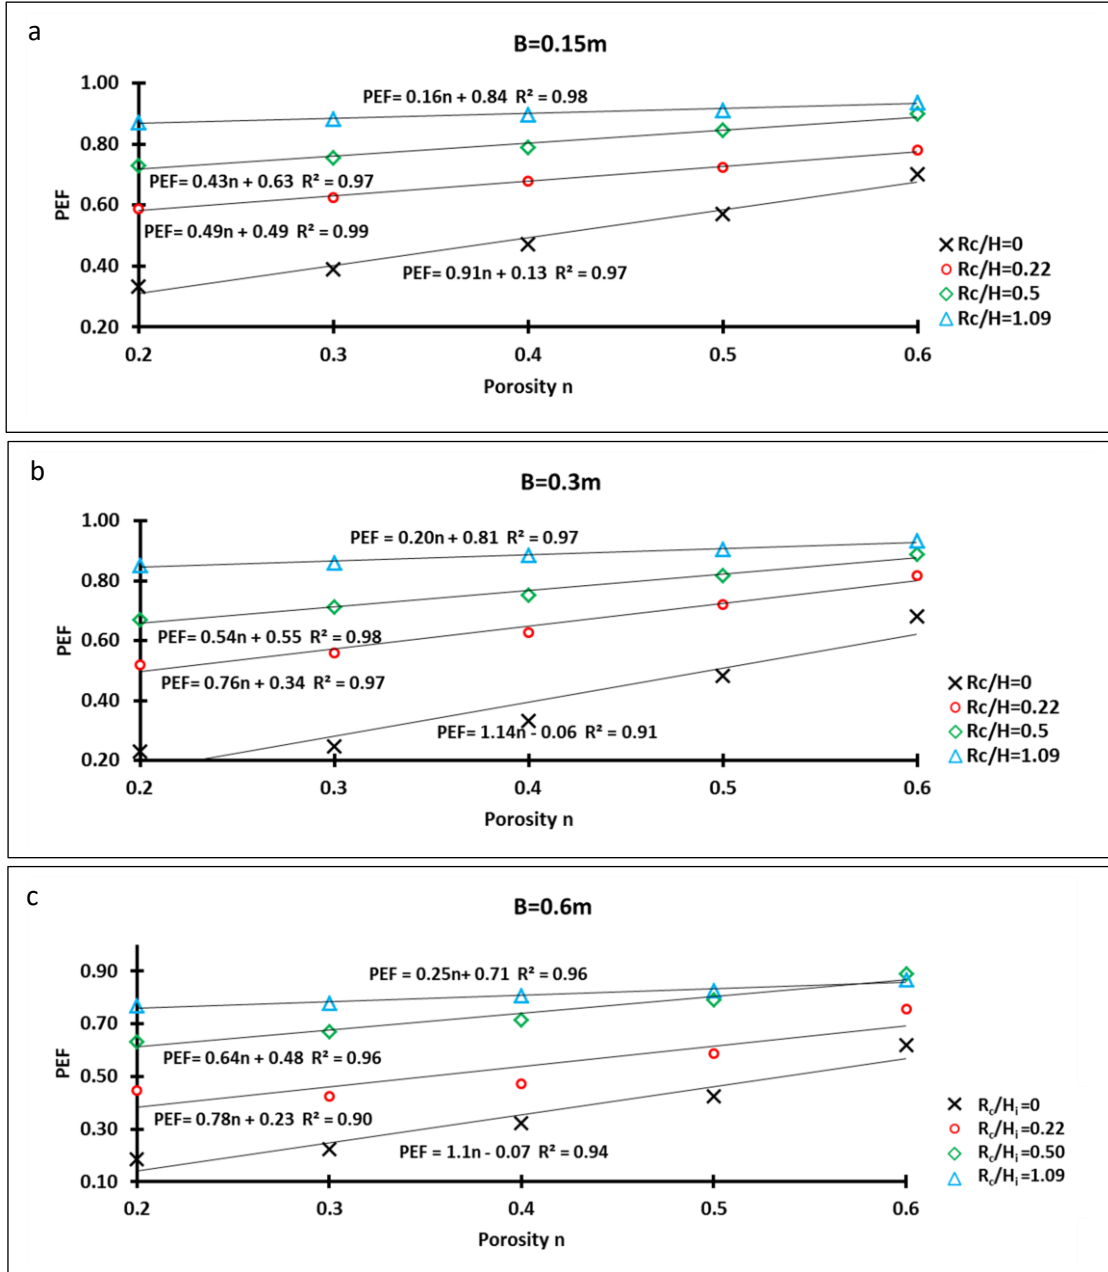 a
B=0.15m
1.00
PEF= 0.16n + 0.84 R² = 0.98
0.80
PEF= 0.43n + 0.63 R² = 0.97
PEF
0.60
PEF= 0.49n + 0.49 R² = 0.99
0.40
PEF= 0.91n + 0.13 R² = 0.97
0.20
0.2 0.3 0.4 0.5 0.6
Porosity n
Rc/H=0
Rc/H=0.22
Rc/H=0.5
Rc/H=1.09
b
B=0.3m
1.00
PEF = 0.20n + 0.81 R² = 0.97
0.80
PEF
0.60
PEF= 0.54n + 0.55 R² = 0.98
PEF= 0.76n + 0.34 R² = 0.97
0.40
PEF= 1.14n - 0.06 R² = 0.91
0.20
0.2 0.3 0.4 0.5 0.6
Porosity n
Rc/H=0
Rc/H=0.22
Rc/H=0.5
Rc/H=1.09
c
B=0.6m
0.90
PEF = 0.25n+ 0.71 R² = 0.96
0.70
PEF
PEF= 0.64n + 0.48 R² = 0.96
0.50
PEF= 0.78n + 0.23 R² = 0.90
0.30
PEF = 1.1n - 0.07 R² = 0.94
0.10
0.2 0.3 0.4 0.5 0.6
Porosity n
R_c/H_i=0
R_c/H_i=0.22
R_c/H_i=0.50
R_c/H_i=1.09